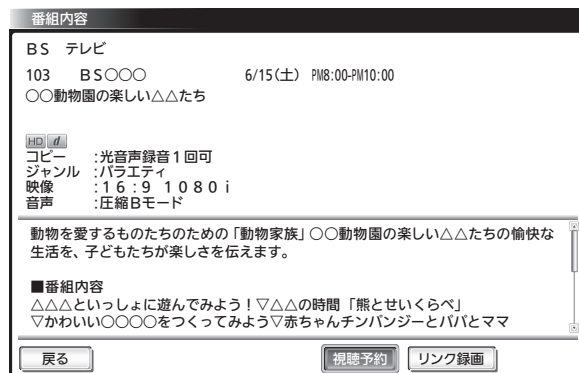 番組内容
BS テレビ
103 BS○○○ 6/15(土) PM8:00-PM10:00
○○動物園の楽しい△△たち
HD d
コピー :光音声録音1回可
ジャンル :バラエティ
映像 :16:9 1080i
音声 :圧縮Bモード
動物を愛するものたちのための「動物家族」○○動物園の楽しい△△たちの愉快な
生活を、子どもたちが楽しさを伝えます。
■番組内容
△△△といっしょに遊んでみよう!▽△△の時間「熊とせいくらべ」
▽かわいい○○○○をつくってみよう▽赤ちゃんチンパンジーとパパとママ
戻る 視聴予約 リンク録画